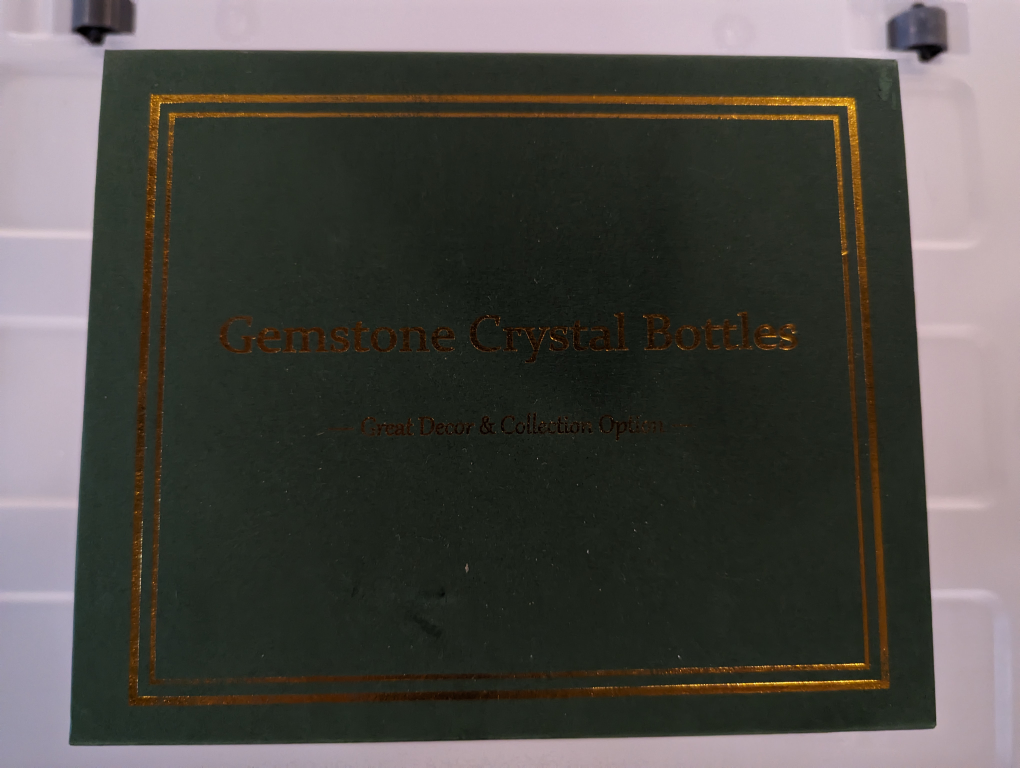 Gemstone Crystal Bottles
— Great Decor & Collection Option —